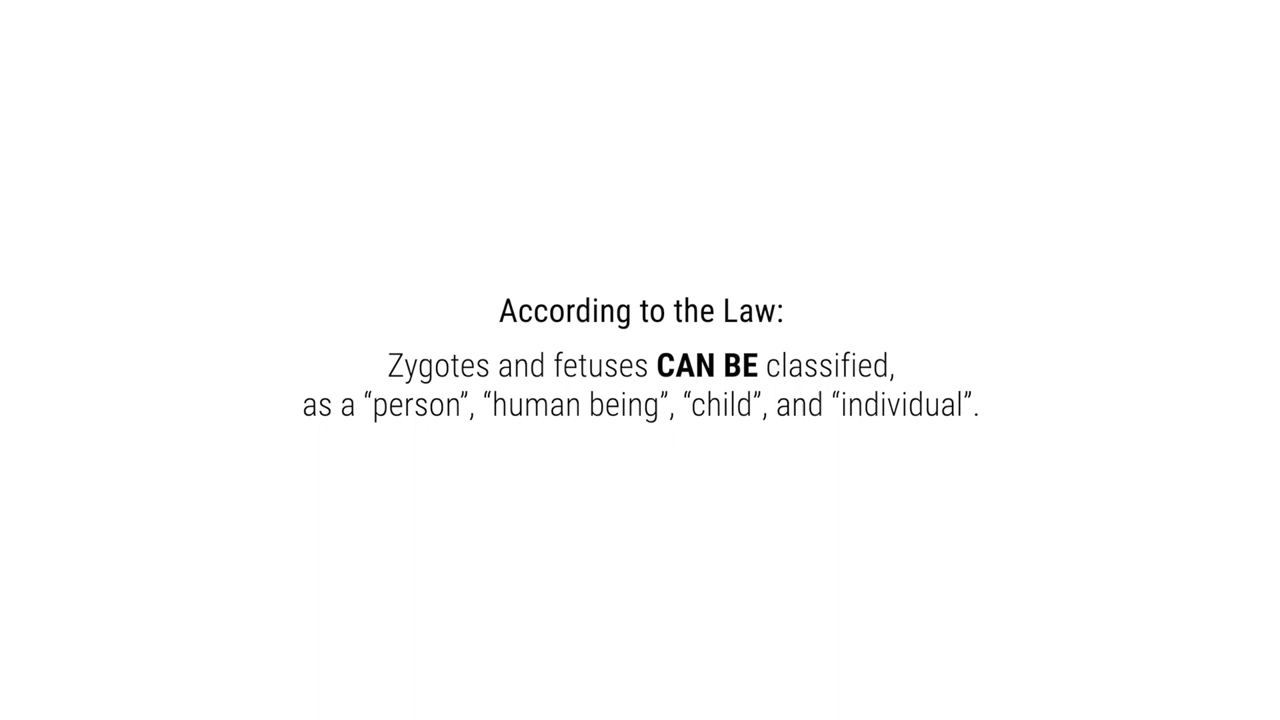 According to the Law:
Zygotes and fetuses CAN BE classified,
as a “person”, “human being”, “child”, and “individual”.